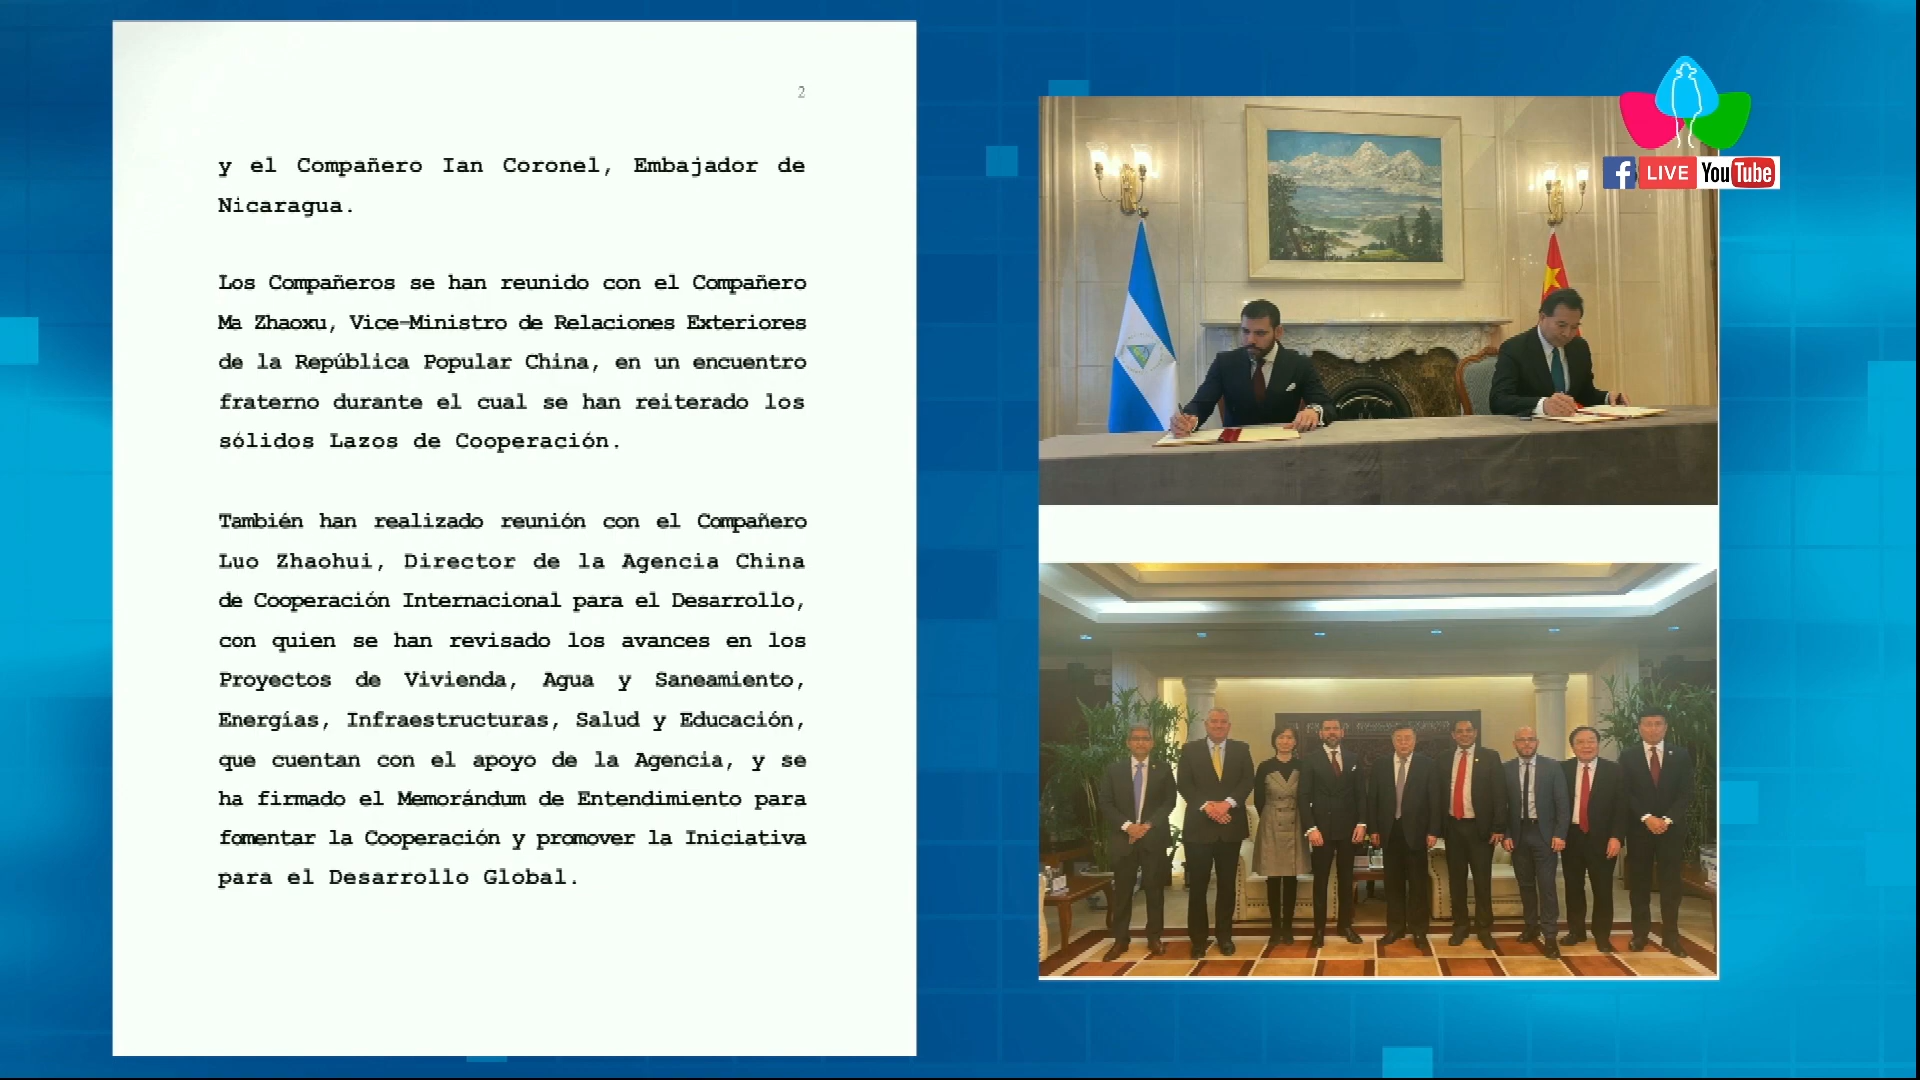 2
y el Compañero Ian Coronel, Embajador de
Nicaragua.
Los Compañeros se han reunido con el Compañero
Ma Zhaoxu, Vice-Ministro de Relaciones Exteriores
de la República Popular China, en un encuentro
fraterno durante el cual se han reiterado los
sólidos Lazos de Cooperación.
También han realizado reunión con el Compañero
Luo Zhaohui, Director de la Agencia China
de Cooperación Internacional para el Desarrollo,
con quien se han revisado los avances en los
Proyectos de Vivienda, Agua y Saneamiento,
Energías, Infraestructuras, Salud y Educación,
que cuentan con el apoyo de la Agencia, y se
ha firmado el Memorándum de Entendimiento para
fomentar la Cooperación y promover la Iniciativa
para el Desarrollo Global.
f LIVE YouTube